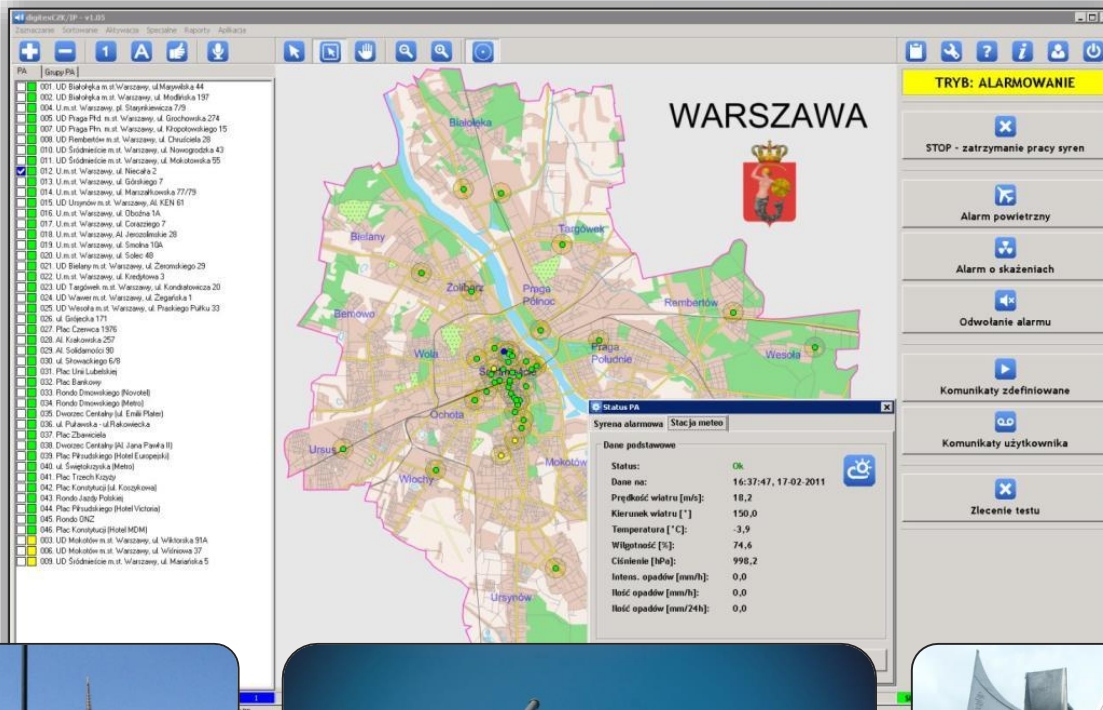 digitexCZK/IP - v1.05
Zaznaczanie Sortowanie Aktywacja Specjalne Raporty Aplikacja
PA Grupy PA
001. UD Białołęka m.st.Warszawy, ul.Marywilska 44
002. UD Białołęka m.st. Warszawy, ul. Modlińska 197
004. U.m.st. Warszawy, pl. Starynkiewicza 7/9
005. UD Praga Płd. m.st. Warszawy, ul. Grochowska 274
007. UD Praga Płn. m.st. Warszawy, ul. Kłopotowskiego 15
008. UD Rembertów m.st. Warszawy, ul. Chruściela 28
010. UD Śródmieście m.st. Warszawy, ul. Nowogrodzka 43
011. UD Śródmieście m.st. Warszawy, ul. Mokotowska 55
012. U.m.st. Warszawy, ul. Niecała 2
013. U.m.st. Warszawy, ul. Górskiego 7
014. U.m.st. Warszawy, ul. Marszałkowska 77/79
015. UD Ursynów m.st. Warszawy, Al. KEN 61
016. U.m.st. Warszawy, ul. Oboźna 1A
017. U.m.st. Warszawy, ul. Corazziego 7
018. U.m.st. Warszawy, Al. Jerozolimskie 28
019. U.m.st. Warszawy, ul. Smolna 10A
020. U.m.st. Warszawy, ul. Solec 48
021. UD Bielany m.st. Warszawy, ul. Żeromskiego 29
022. U.m.st. Warszawy, ul. Kredytowa 3
023. UD Targówek m.st. Warszawy, ul. Kondratowicza 20
024. UD Wawer m.st. Warszawy, ul. Żegańska 1
025. UD Wesoła m.st. Warszawy, ul. Praskiego Pułku 33
026. ul. Grójecka 171
027. Plac Czerwca 1976
028. Al. Krakowska 257
029. Al. Solidarności 90
030. ul. Słowackiego 6/8
031. Plac Unii Lubelskiej
032. Plac Bankowy
033. Rondo Dmowskiego (Novotel)
034. Rondo Dmowskiego (Metro)
035. Dworzec Centalny (ul. Emilii Plater)
036. ul. Puławska - ul.Rakowiecka
037. Plac Zbawiciela
038. Dworzec Centalny (Al. Jana Pawła II)
039. Plac Piłsudskiego (Hotel Europejski)
040. ul. Świętokrzyska (Metro)
041. Plac Trzech Krzyży
042. Plac Konstytucji (ul. Koszykowa)
043. Rondo Jazdy Polskiej
044. Plac Piłsudskiego (Hotel Victoria)
045. Rondo ONZ
046. Plac Konstytucji (Hotel MDM)
003. UD Mokotów m.st. Warszawy, ul. Wiktorska 91A
006. UD Mokotów m.st. Warszawy, ul. Wiśniowa 37
009. UD Śródmieście m.st. Warszawy, ul. Mariańska 5
1
WARSZAWA
Białołęka
Bielany
Targówek
Żoliborz
Praga
Północ
Rembertów
Bemowo
Wola
Praga
Południe
Wesoła
Ochota
Ursus
Mokotów
Włochy
Ursynów
Status PA
Syrena alarmowa Stacja meteo
Dane podstawowe
Status: Ok
Dane na: 16:37:47, 17-02-2011
Prędkość wiatru [m/s]: 18,2
Kierunek wiatru [°] 150,0
Temperatura [°C]: -3,9
Wilgotność [%]: 74,6
Ciśnienie [hPa]: 998,2
Intens. opadów [mm/h]: 0,0
Ilość opadów [mm/h]: 0,0
Ilość opadów [mm/24h]: 0,0
TRYB: ALARMOWANIE
STOP - zatrzymanie pracy syren
Alarm powietrzny
Alarm o skażeniach
Odwołanie alarmu
Komunikaty zdefiniowane
Komunikaty użytkownika
Zlecenie testu